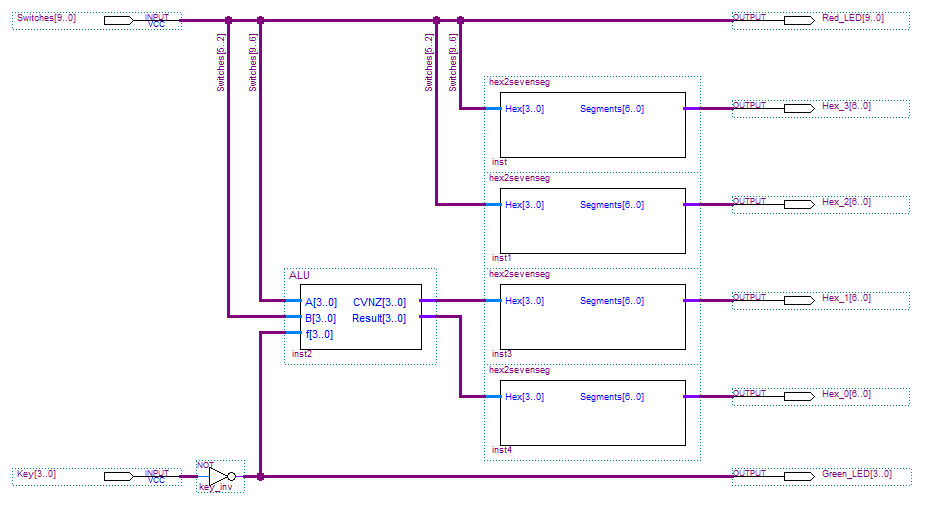 Switches[9..0] INPUT VCC OUTPUT Red_LED[9..0]
Switches[5..2] Switches[9..6] Switches[5..2] Switches[9..6]
hex2sevenseg
Hex[3..0] Segments[6..0] OUTPUT Hex_3[6..0]
inst
hex2sevenseg
Hex[3..0] Segments[6..0] OUTPUT Hex_2[6..0]
inst1
ALU hex2sevenseg
A[3..0] CVNZ[3..0] Hex[3..0] Segments[6..0] OUTPUT Hex_1[6..0]
B[3..0] Result[3..0]
f[3..0]
inst2 inst3
hex2sevenseg
Hex[3..0] Segments[6..0] OUTPUT Hex_0[6..0]
inst4
Key[3..0] INPUT VCC NOT OUTPUT Green_LED[3..0]
key_inv